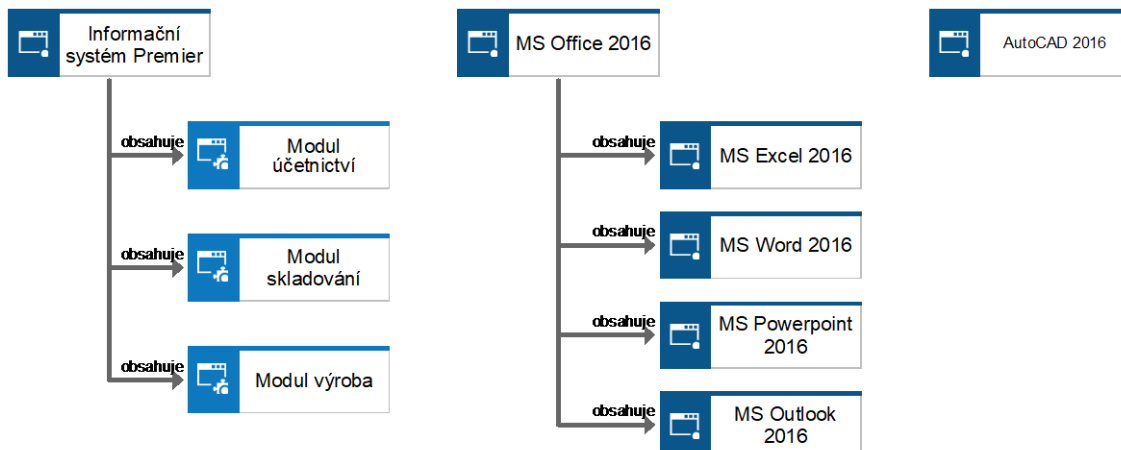 Informační
systém Premier
MS Office 2016
AutoCAD 2016
obsahuje
Modul
účetnictví
obsahuje
Modul
skladování
obsahuje
Modul výroba
obsahuje
MS Excel 2016
obsahuje
MS Word 2016
obsahuje
MS Powerpoint
2016
obsahuje
MS Outlook
2016